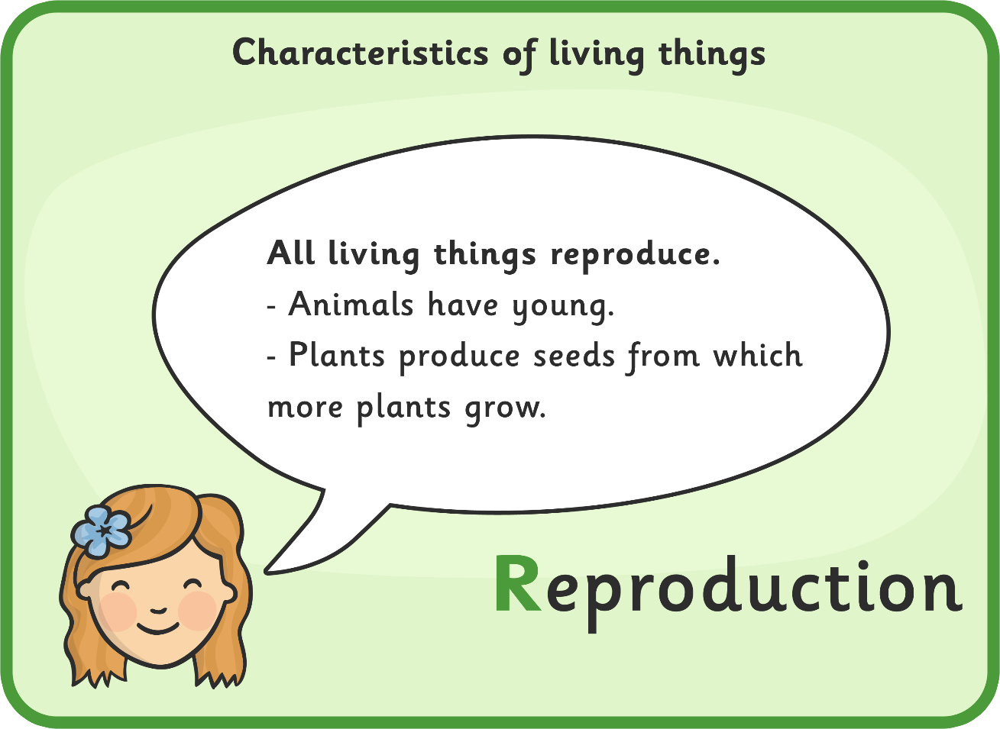 Characteristics of living things
All living things reproduce.
- Animals have young.
- Plants produce seeds from which
more plants grow.
Reproduction